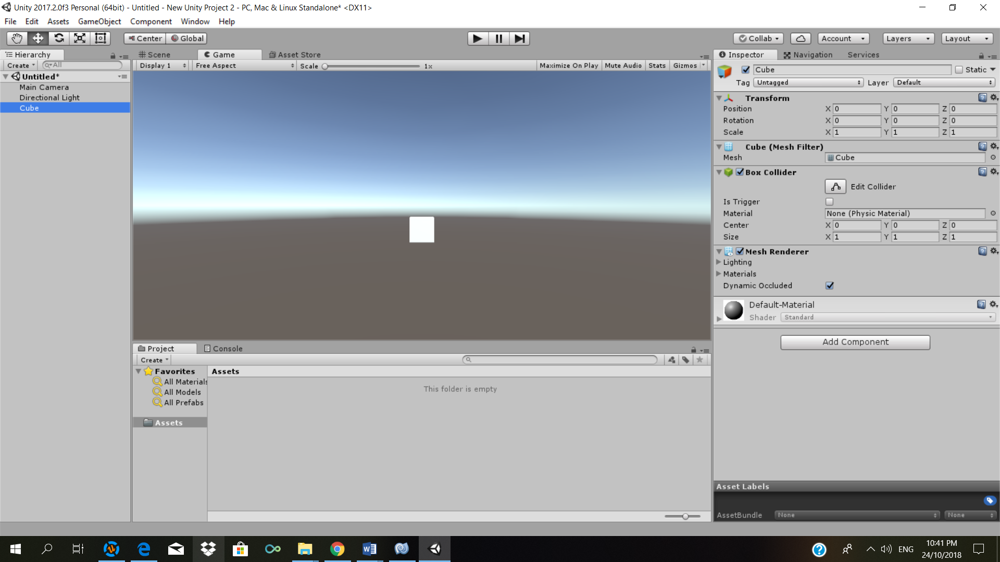 Unity 2017.2.0f3 Personal (64bit) - Untitled - New Unity Project 2 - PC, Mac & Linux Standalone* <DX11>
File Edit Assets GameObject Component Window Help
Center Global Collab Account Layers Layout
Hierarchy
Create All
Untitled*
Main Camera
Directional Light
Cube
Scene Game Asset Store
Display 1 Free Aspect Scale 1x Maximize On Play Mute Audio Stats Gizmos
Project Console
Create
Favorites
All Materials
All Models
All Prefabs
Assets
Assets
This folder is empty
Inspector Navigation Services
Cube Static
Tag Untagged Layer Default
Transform
Position X 0 Y 0 Z 0
Rotation X 0 Y 0 Z 0
Scale X 1 Y 1 Z 1
Cube (Mesh Filter)
Mesh Cube
Box Collider
Edit Collider
Is Trigger
Material None (Physic Material)
Center X 0 Y 0 Z 0
Size X 1 Y 1 Z 1
Mesh Renderer
Lighting
Materials
Dynamic Occluded
Default-Material
Shader Standard
Add Component
Asset Labels
AssetBundle None None
ENG
10:41 PM
24/10/2018